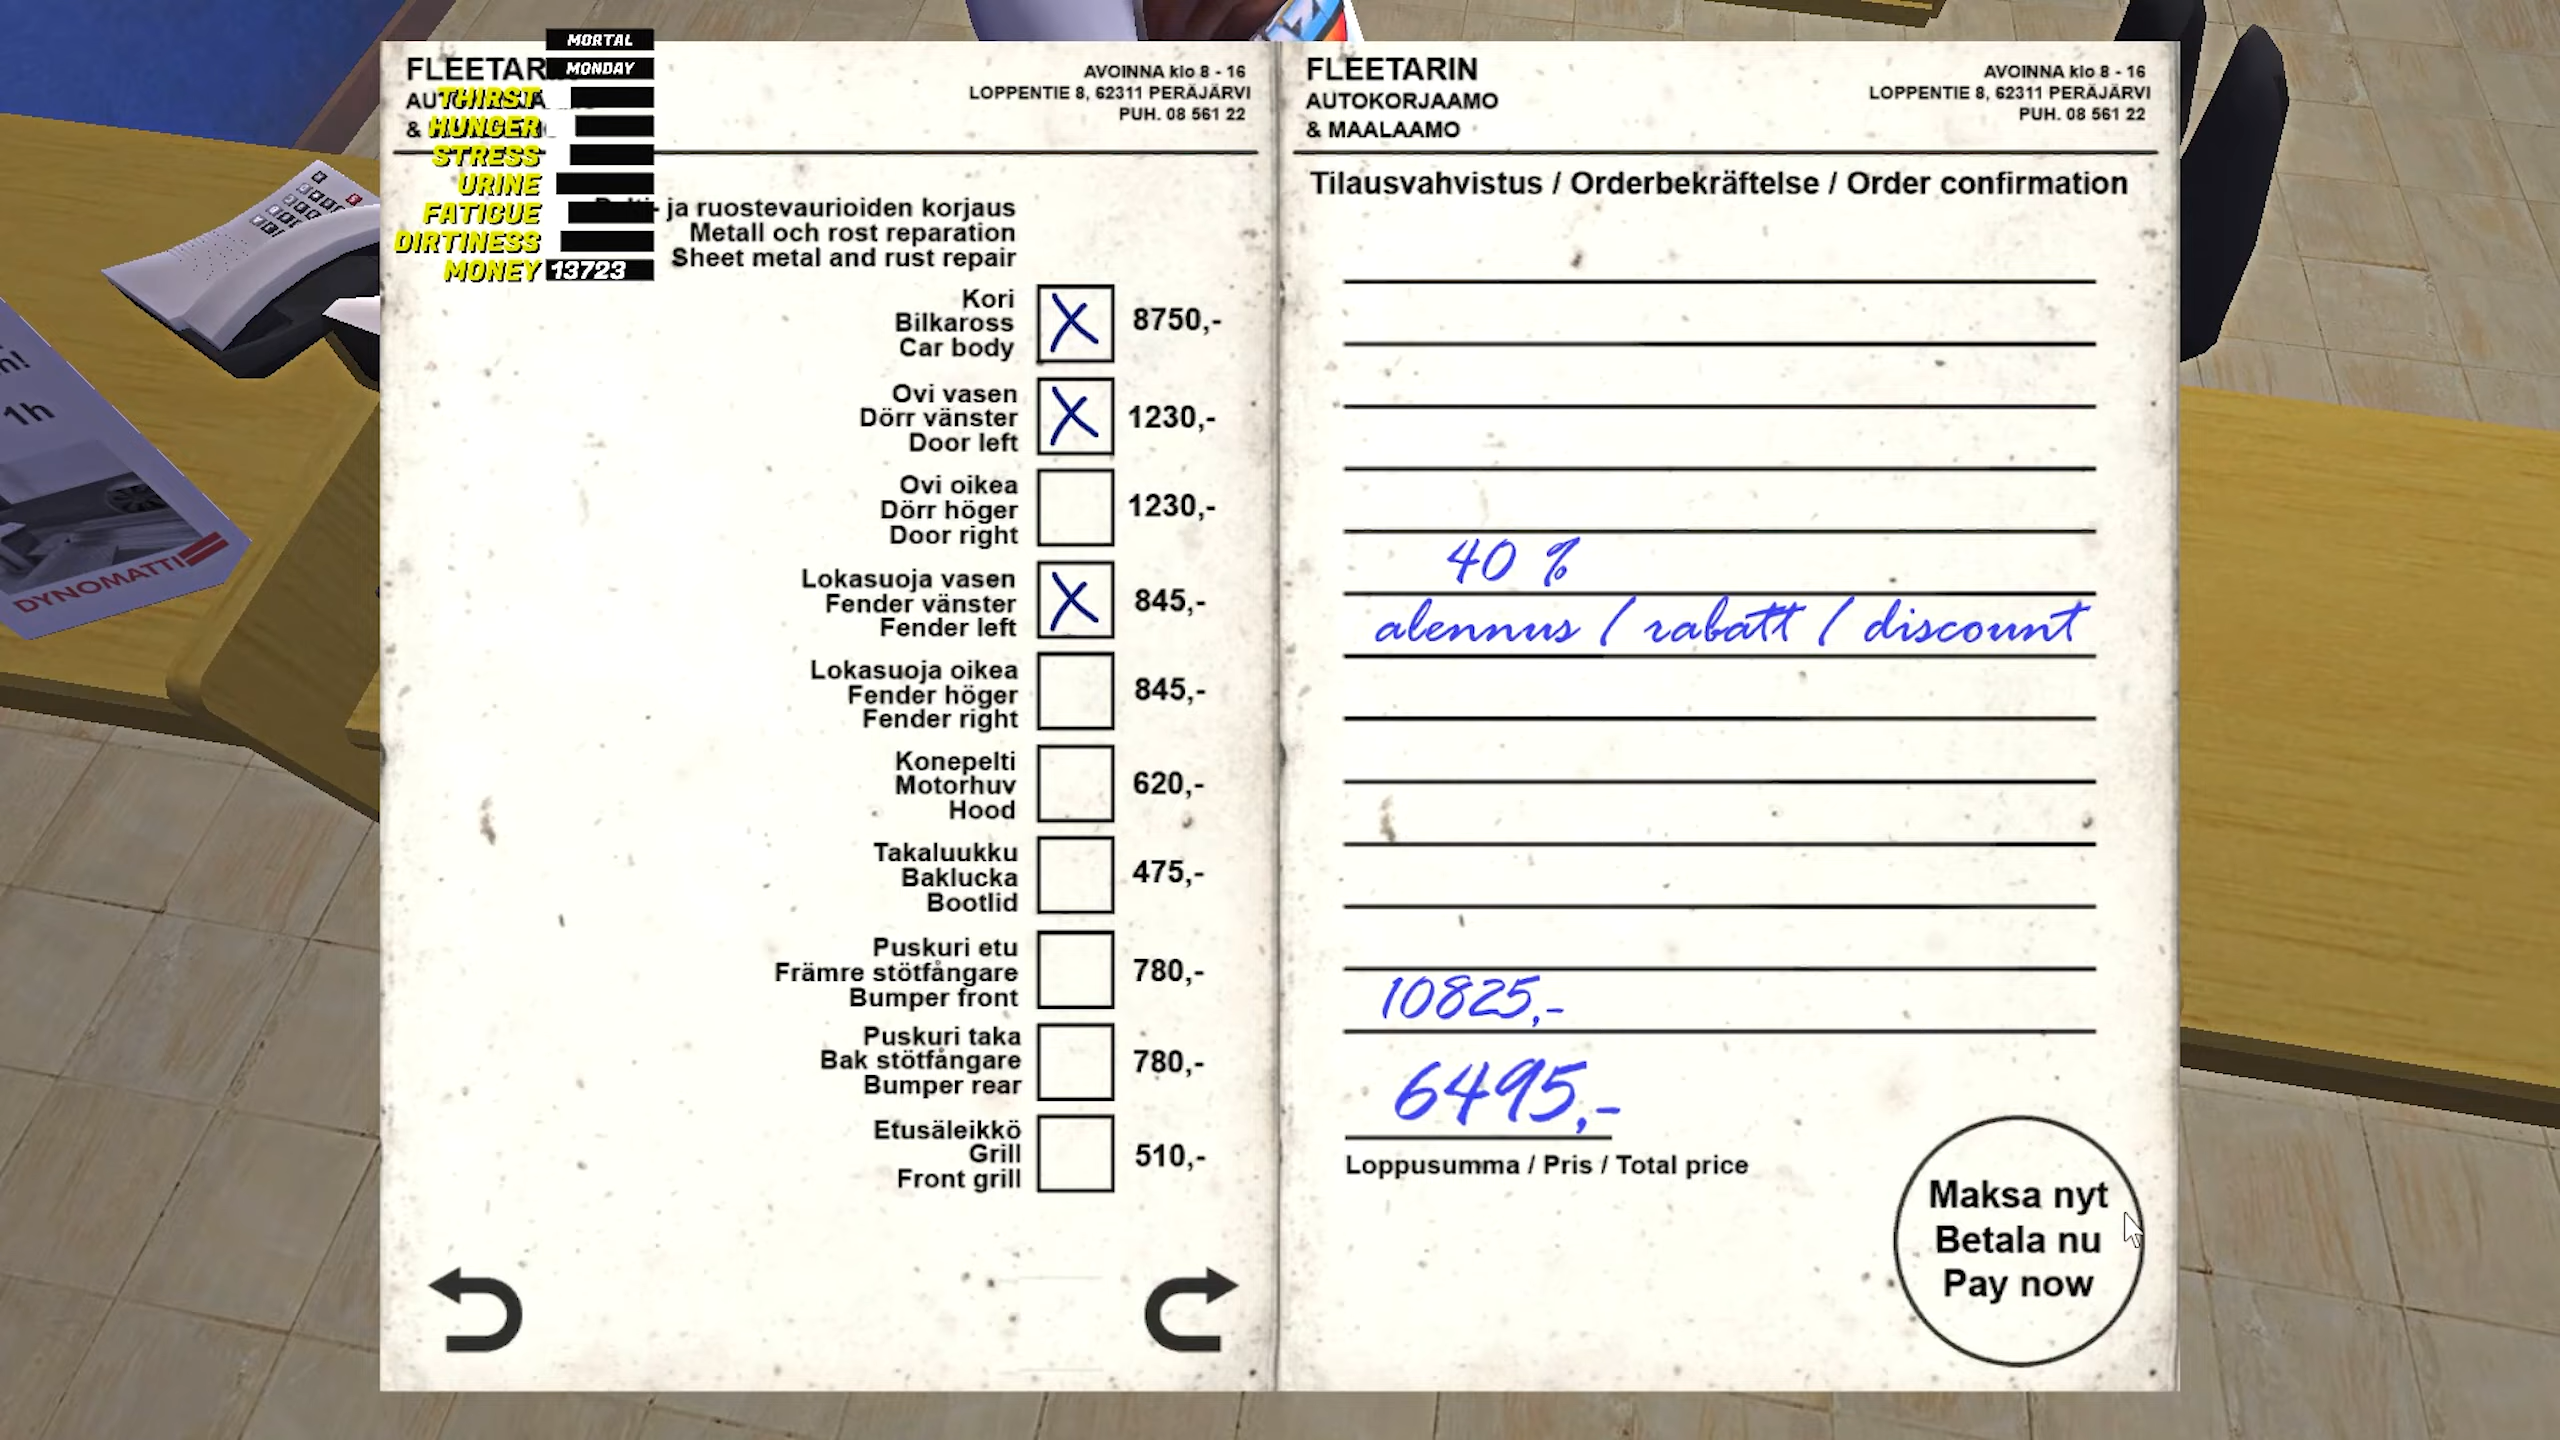 MORTAL
MONDAY
THIRST
HUNGER
STRESS
URINE
FATIGUE
DIRTINESS
MONEY 13723
AVOINNA klo 8 - 16
LOPPENTIE 8, 62311 PERÄJÄRVI
PUH. 08 561 22
ja ruostevaurioiden korjaus
Metall och rost reparation
Sheet metal and rust repair
Kori
Bilkaross
Car body
8750,-
Ovi vasen
Dörr vänster
Door left
1230,-
Ovi oikea
Dörr höger
Door right
1230,-
Lokasuoja vasen
Fender vänster
Fender left
845,-
Lokasuoja oikea
Fender höger
Fender right
845,-
Konepelti
Motorhuv
Hood
620,-
Takaluukku
Baklucka
Bootlid
475,-
Puskuri etu
Främre stötfångare
Bumper front
780,-
Puskuri taka
Bak stötfångare
Bumper rear
780,-
Etusäleikkö
Grill
Front grill
510,-
FLEETARIN
AUTOKORJAAMO
& MAALAAMO
AVOINNA klo 8 - 16
LOPPENTIE 8, 62311 PERÄJÄRVI
PUH. 08 561 22
Tilausvahvistus / Orderbekräftelse / Order confirmation
40 %
alennus / rabatt / discount
10825,-
6495,-
Loppusumma / Pris / Total price
Maksa nyt
Betala nu
Pay now
1h
DYNOMATTI